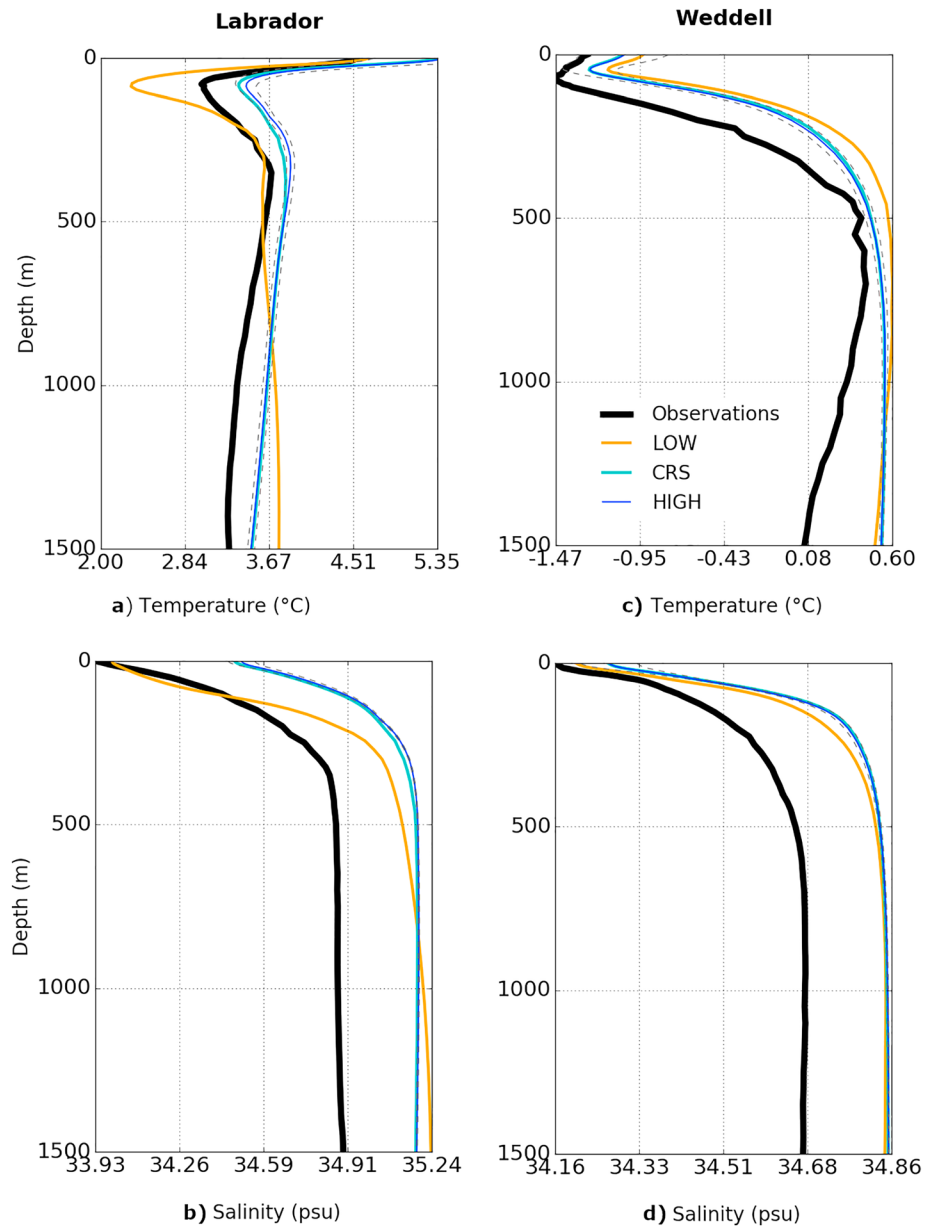 Labrador
Weddell
0
500
1000
1500
Depth (m)
2.00 2.84 3.67 4.51 5.35
a) Temperature (°C)
0
500
1000
1500
Observations
LOW
CRS
HIGH
-1.47 -0.95 -0.43 0.08 0.60
c) Temperature (°C)
0
500
1000
1500
Depth (m)
33.93 34.26 34.59 34.91 35.24
b) Salinity (psu)
0
500
1000
1500
34.16 34.33 34.51 34.68 34.86
d) Salinity (psu)